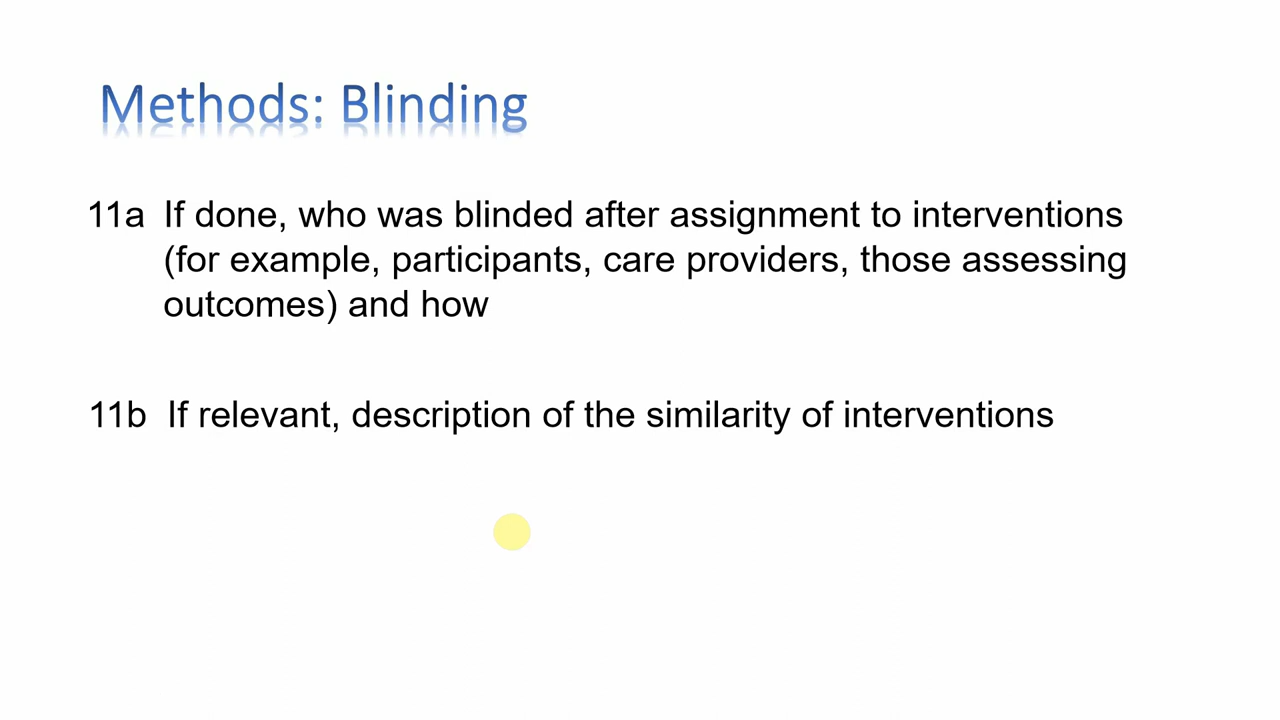 Methods: Blinding
11a If done, who was blinded after assignment to interventions
(for example, participants, care providers, those assessing
outcomes) and how
11b If relevant, description of the similarity of interventions